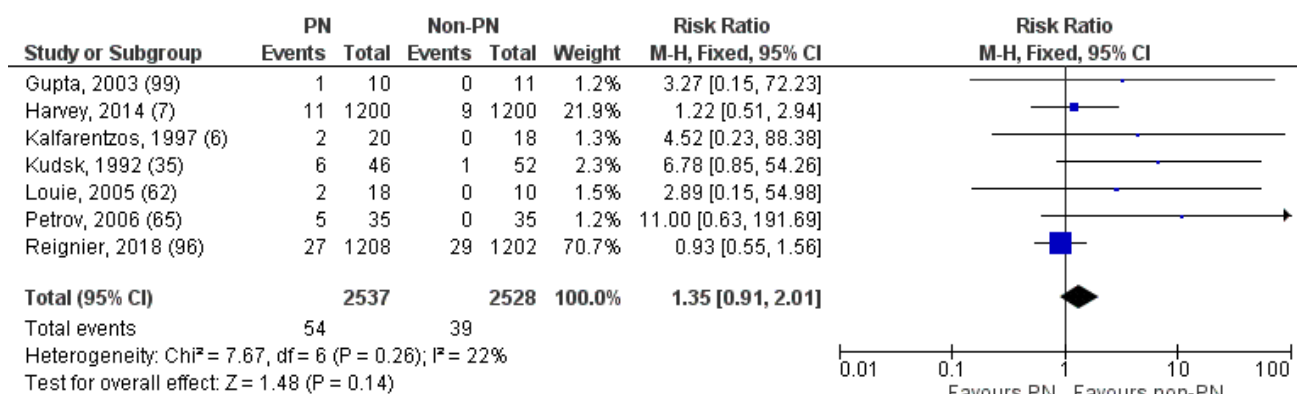 PN Non-PN Risk Ratio Risk Ratio
Study or Subgroup Events Total Events Total Weight M-H, Fixed, 95% CI M-H, Fixed, 95% CI
Gupta, 2003 (99) 1 10 0 11 1.2% 3.27 [0.15, 72.23]
Harvey, 2014 (7) 11 1200 9 1200 21.9% 1.22 [0.51, 2.94]
Kalfarentzos, 1997 (6) 2 20 0 18 1.3% 4.52 [0.23, 88.38]
Kudsk, 1992 (35) 6 46 1 52 2.3% 6.78 [0.85, 54.26]
Louie, 2005 (62) 2 18 0 10 1.5% 2.89 [0.15, 54.98]
Petrov, 2006 (65) 5 35 0 35 1.2% 11.00 [0.63, 191.69]
Reignier, 2018 (96) 27 1208 29 1202 70.7% 0.93 [0.55, 1.56]
Total (95% CI) 2537 2528 100.0% 1.35 [0.91, 2.01]
Total events 54 39
Heterogeneity: Chi² = 7.67, df = 6 (P = 0.26); I² = 22%
Test for overall effect: Z = 1.48 (P = 0.14)
0.01 0.1 1 10 100
Favours PN Favours non-PN